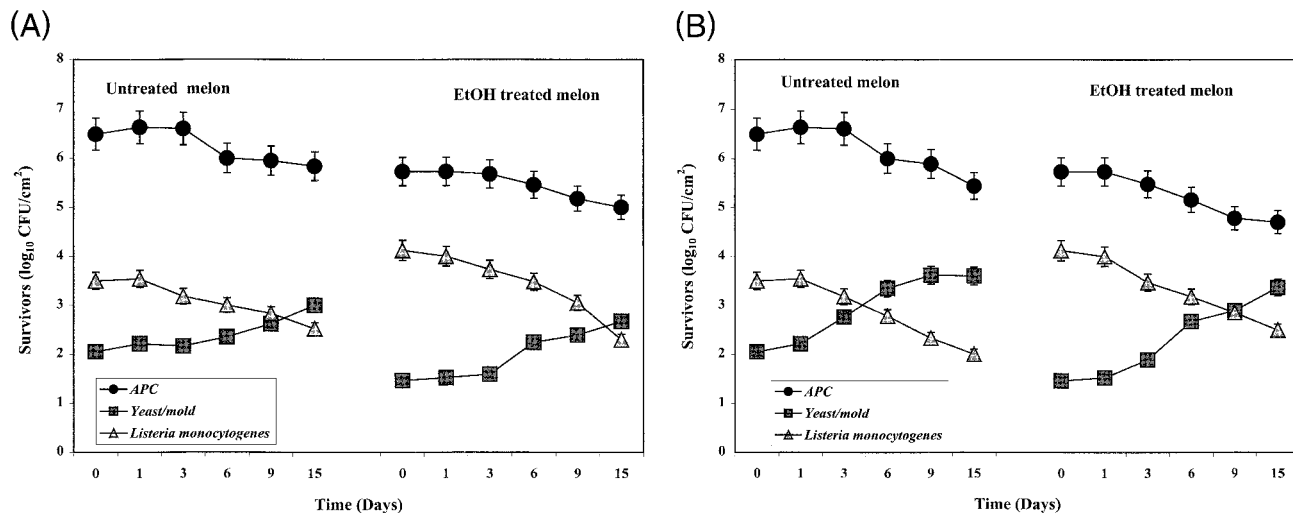 (A)
Survivors (log10 CFU/cm2)
8
7
6
5
4
3
2
1
0
Untreated melon
EtOH treated melon
APC
Yeast/mold
Listeria monocytogenes
0 1 3 6 9 15 0 1 3 6 9 15
Time (Days)
(B)
Survivors (log10 CFU/cm2)
8
7
6
5
4
3
2
1
0
Untreated melon
EtOH treated melon
APC
Yeast/mold
Listeria monocytogenes
0 1 3 6 9 15 0 1 3 6 9 15
Time (Days)